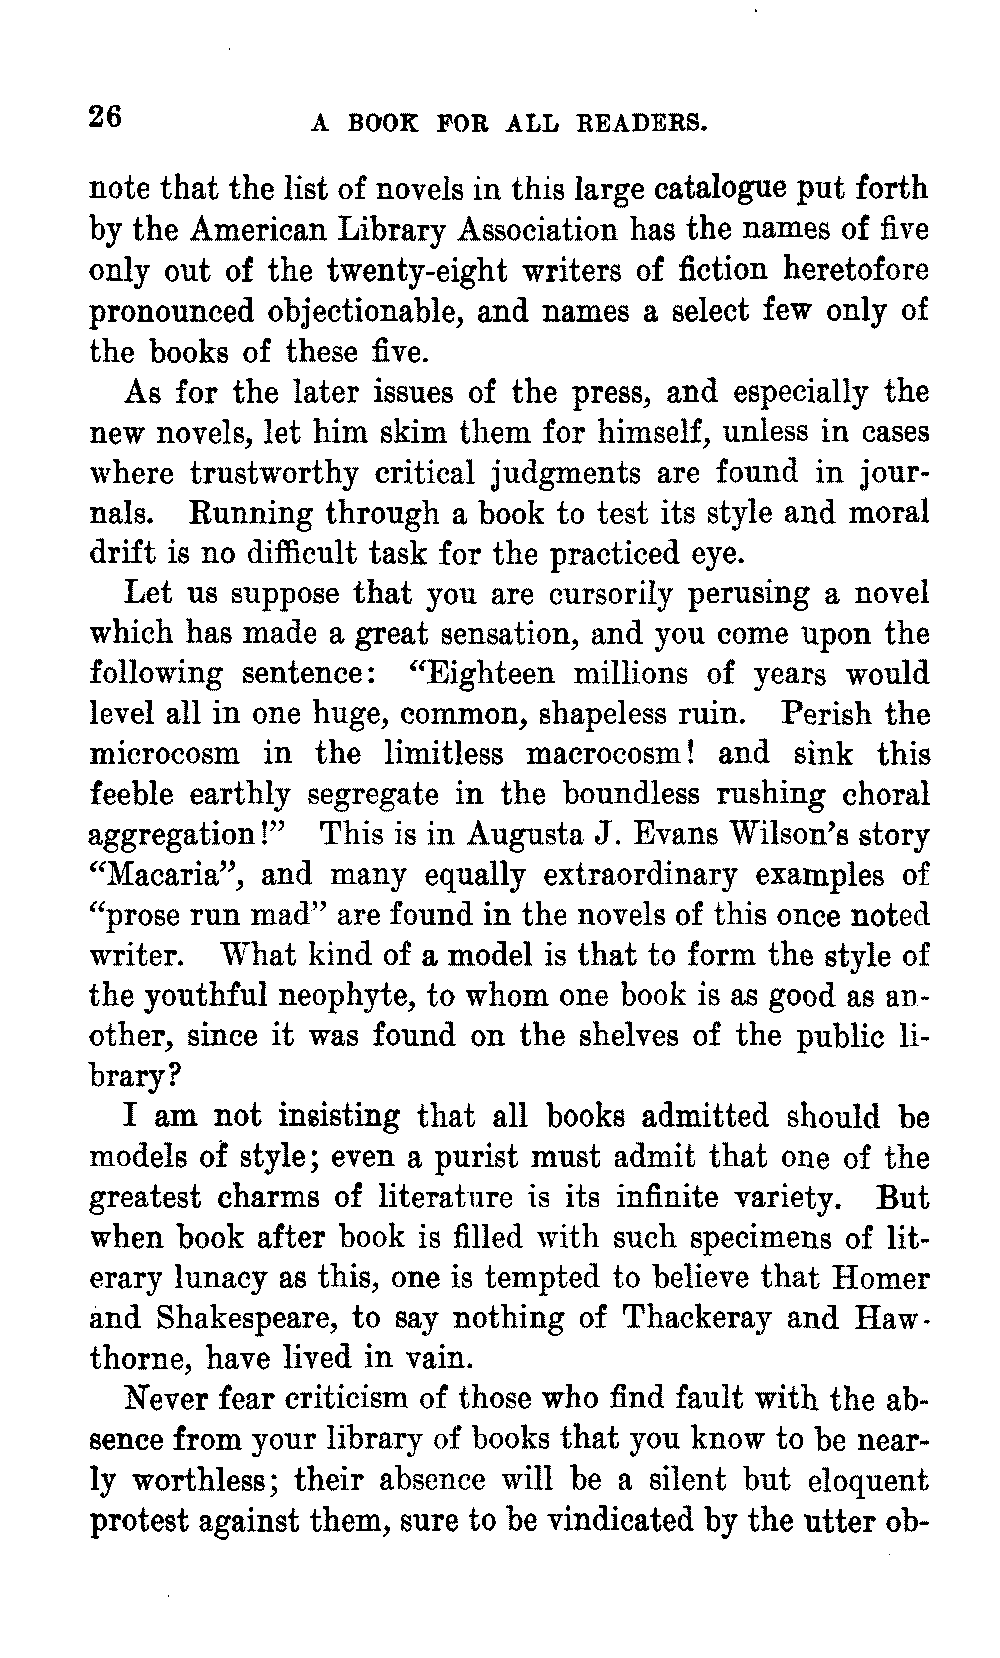 26 A BOOK FOR ALL READERS.
note that the list of novels in this large catalogue put forth
by the American Library Association has the names of five
only out of the twenty-eight writers of fiction heretofore
pronounced objectionable, and names a select few only of
the books of these five.
As for the later issues of the press, and especially the
new novels, let him skim them for himself, unless in cases
where trustworthy critical judgments are found in jour-
nals. Running through a book to test its style and moral
drift is no difficult task for the practiced eye.
Let us suppose that you are cursorily perusing a novel
which has made a great sensation, and you come upon the
following sentence: “Eighteen millions of years would
level all in one huge, common, shapeless ruin. Perish the
microcosm in the limitless macrocosm! and sink this
feeble earthly segregate in the boundless rushing choral
aggregation!” This is in Augusta J. Evans Wilson’s story
“Macaria”, and many equally extraordinary examples of
“prose run mad” are found in the novels of this once noted
writer. What kind of a model is that to form the style of
the youthful neophyte, to whom one book is as good as an-
other, since it was found on the shelves of the public li-
brary?
I am not insisting that all books admitted should be
models of style; even a purist must admit that one of the
greatest charms of literature is its infinite variety. But
when book after book is filled with such specimens of lit-
erary lunacy as this, one is tempted to believe that Homer
and Shakespeare, to say nothing of Thackeray and Haw-
thorne, have lived in vain.
Never fear criticism of those who find fault with the ab-
sence from your library of books that you know to be near-
ly worthless; their absence will be a silent but eloquent
protest against them, sure to be vindicated by the utter ob-